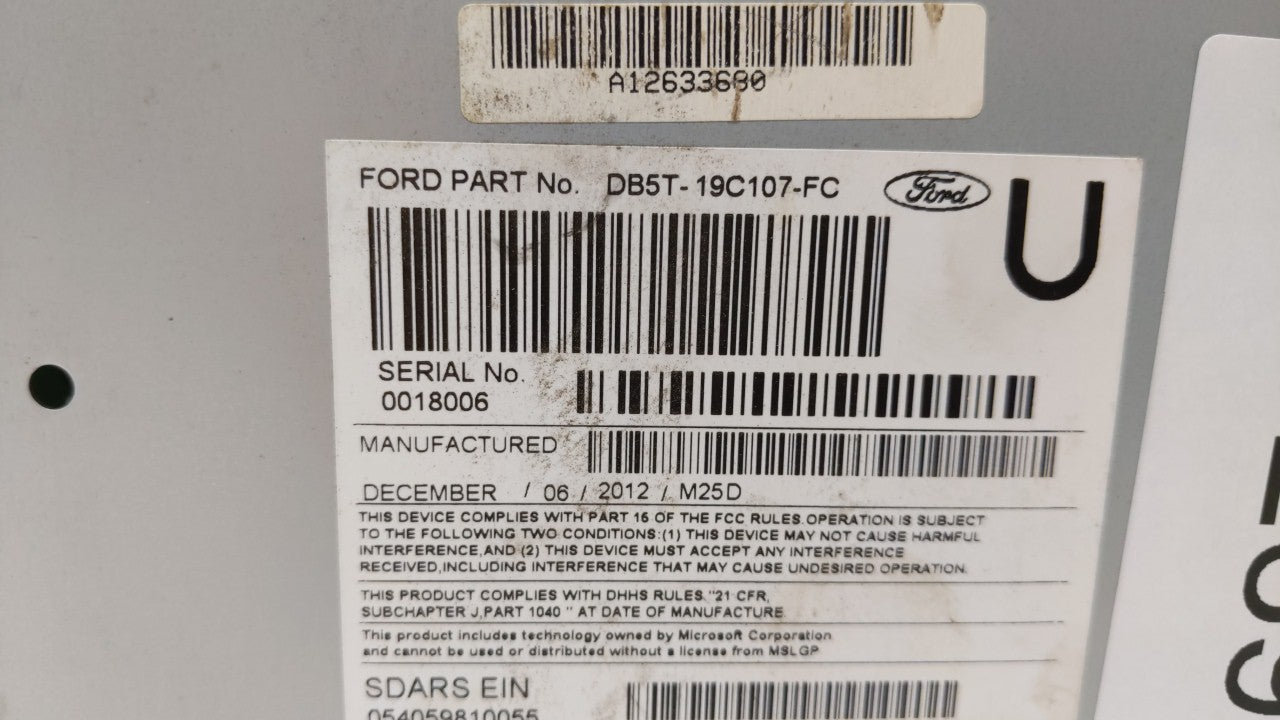 A12633680
FORD PART No. DB5T-19C107-FC Ford U
SERIAL No.
0018006
MANUFACTURED
DECEMBER / 06 / 2012 / M25D
THIS DEVICE COMPLIES WITH PART 16 OF THE FCC RULES.OPERATION IS SUBJECT
TO THE FOLLOWING TWO CONDITIONS:(1) THIS DEVICE MAY NOT CAUSE HARMFUL
INTERFERENCE,AND (2) THIS DEVICE MUST ACCEPT ANY INTERFERENCE
RECEIVED,INCLUDING INTERFERENCE THAT MAY CAUSE UNDESIRED OPERATION.
THIS PRODUCT COMPLIES WITH DHHS RULES "21 CFR,
SUBCHAPTER J,PART 1040 " AT DATE OF MANUFACTURE
This product includes technology owned by Microsoft Corporation
and cannot be used or distributed without a license from MSLGP
SDARS EIN
054059810055